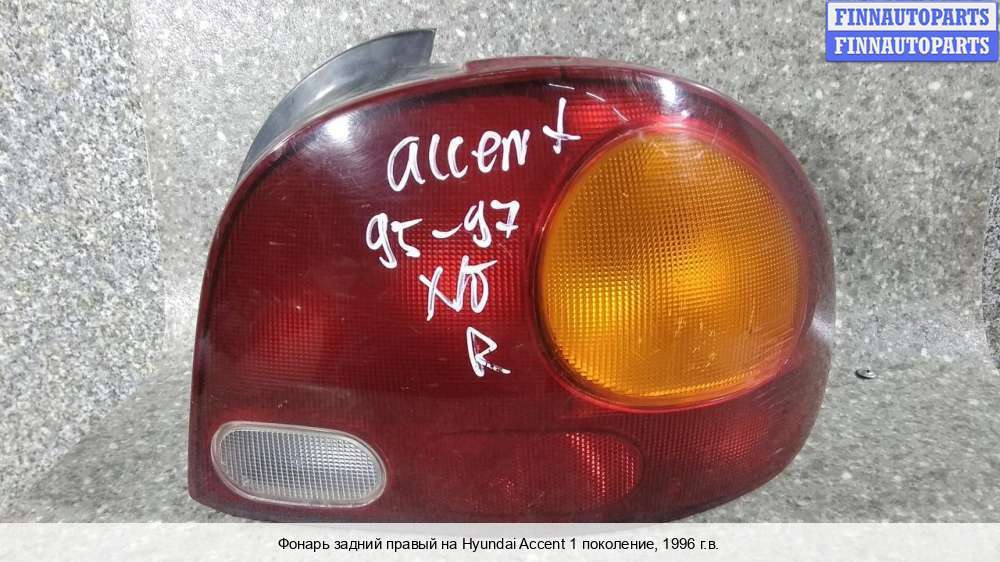 FINNAUTOPARTS
FINNAUTOPARTS
accent
95-97
R
Фонарь задний правый на Hyundai Accent 1 поколение, 1996 г.в.